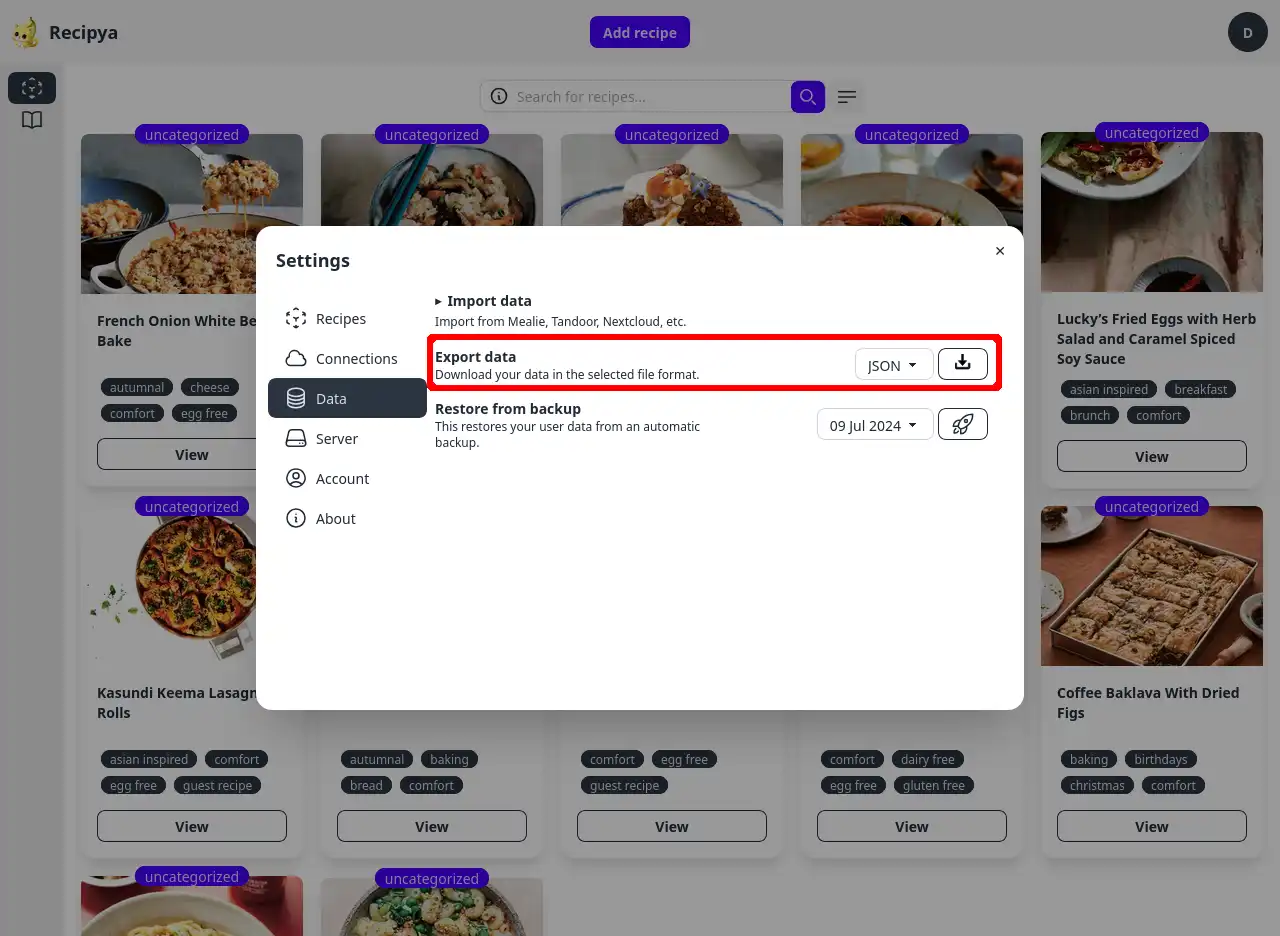 Recipya
Add recipe
D
Search for recipes...
uncategorized
uncategorized
uncategorized
uncategorized
uncategorized
French Onion White Be
Bake
autumnal
cheese
comfort
egg free
View
Lucky’s Fried Eggs with Herb
Salad and Caramel Spiced
Soy Sauce
asian inspired
breakfast
brunch
comfort
View
Settings
×
Recipes
Connections
Data
Server
Account
About
▸ Import data
Import from Mealie, Tandoor, Nextcloud, etc.
Export data
Download your data in the selected file format.
JSON
Restore from backup
This restores your user data from an automatic
backup.
09 Jul 2024
uncategorized
uncategorized
Kasundi Keema Lasagn
Rolls
asian inspired
comfort
egg free
guest recipe
View
autumnal
baking
bread
comfort
View
comfort
egg free
guest recipe
View
comfort
dairy free
egg free
gluten free
View
Coffee Baklava With Dried
Figs
baking
birthdays
christmas
comfort
View
uncategorized
uncategorized